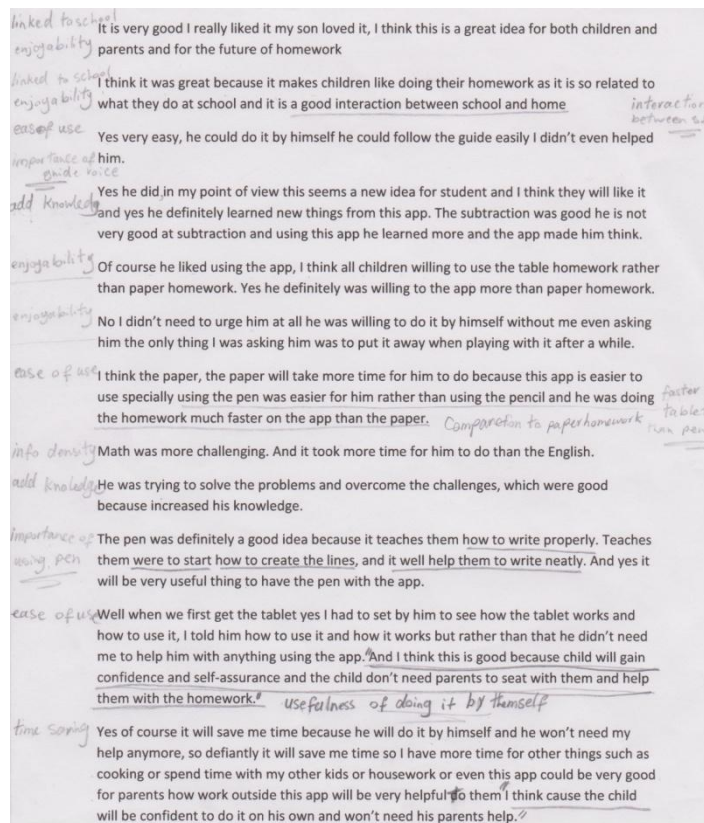 linked to school It is very good I really liked it my son loved it, I think this is a great idea for both children and
enjoyability parents and for the future of homework
linked to school I think it was great because it makes children like doing their homework as it is so related to
enjoyability what they do at school and it is a good interaction between school and home interaction
between
ease of use Yes very easy, he could do it by himself he could follow the guide easily I didn't even helped
importance of him.
guide voice
Yes he did in my point of view this seems a new idea for student and I think they will like it
add knowledg and yes he definitely learned new things from this app. The subtraction was good he is not
very good at subtraction and using this app he learned more and the app made him think.
enjoyability Of course he liked using the app, I think all children willing to use the table homework rather
than paper homework. Yes he definitely was willing to the app more than paper homework.
enjoyability No I didn't need to urge him at all he was willing to do it by himself without me even asking
him the only thing I was asking him was to put it away when playing with it after a while.
ease of use I think the paper, the paper will take more time for him to do because this app is easier to
use specially using the pen was easier for him rather than using the pencil and he was doing faster
the homework much faster on the app than the paper. Comparetion to paper homework table
than pen
info density Math was more challenging. And it took more time for him to do than the English.
add knoledg He was trying to solve the problems and overcome the challenges, which were good
because increased his knowledge.
importance of The pen was definitely a good idea because it teaches them how to write properly. Teaches
using pen them were to start how to create the lines, and it well help them to write neatly. And yes it
will be very useful thing to have the pen with the app.
ease of use Well when we first get the tablet yes I had to set by him to see how the tablet works and
how to use it, I told him how to use it and how it works but rather than that he didn't need
me to help him with anything using the app. "And I think this is good because child will gain
confidence and self-assurance and the child don't need parents to seat with them and help
them with the homework." usefulness of doing it by themself
time saving Yes of course it will save me time because he will do it by himself and he won't need my
help anymore, so defiantly it will save me time so I have more time for other things such as
cooking or spend time with my other kids or housework or even this app could be very good
for parents how work outside this app will be very helpful to them "I think cause the child
will be confident to do it on his own and won't need his parents help."